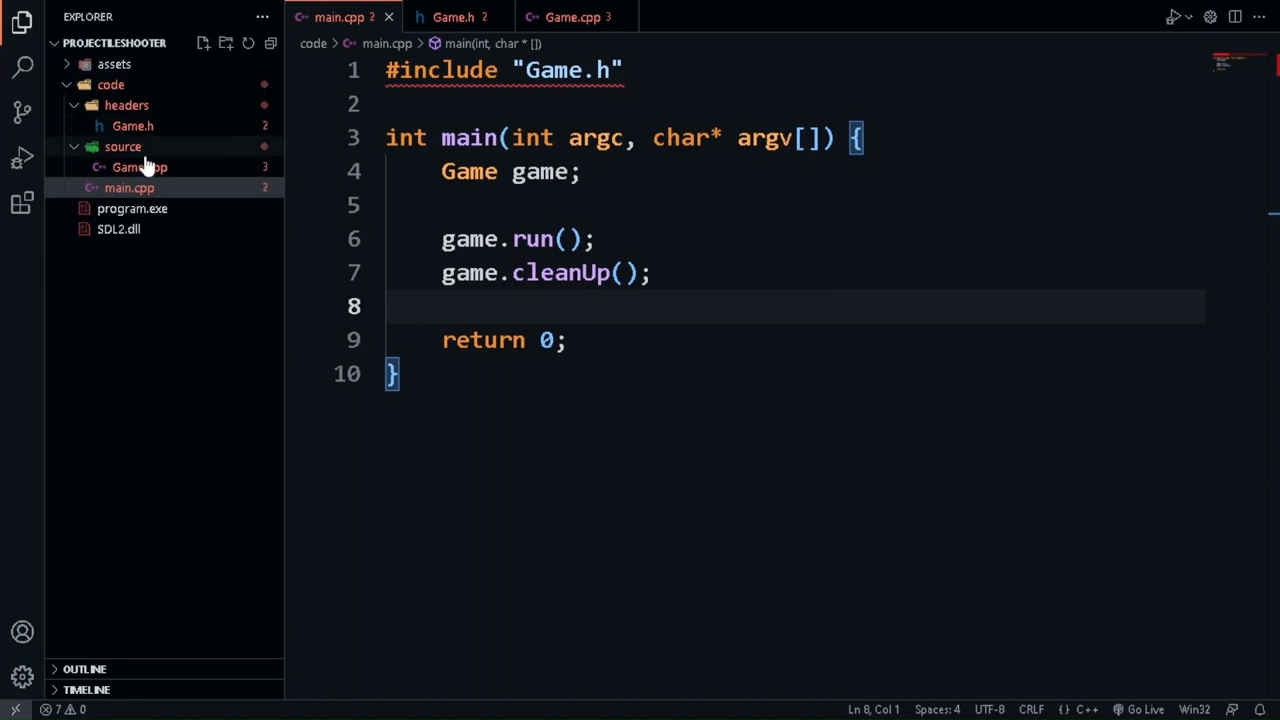 EXPLORER
main.cpp 2
Game.h 2
Game.cpp 3
PROJECTILESHOOTER
code > main.cpp > main(int, char * [])
assets
code
headers
Game.h 2
source
3
main.cpp 2
program.exe
SDL2.dll
1 #include "Game.h"
2
3 int main(int argc, char* argv[]) {
4 Game game;
5
6 game.run();
7 game.cleanUp();
8
9 return 0;
10 }
OUTLINE
TIMELINE
7 0
Ln 8, Col 1 Spaces: 4 UTF-8 CRLF {} C++ Go Live Win32